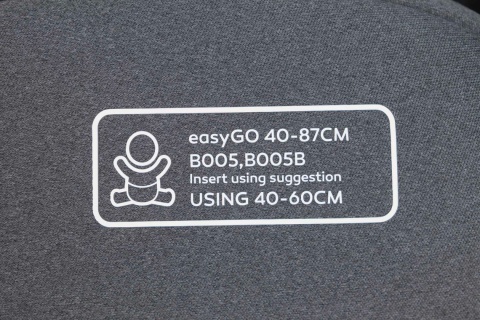 easyGO 40-87CM
B005,B005B
Insert using suggestion
USING 40-60CM